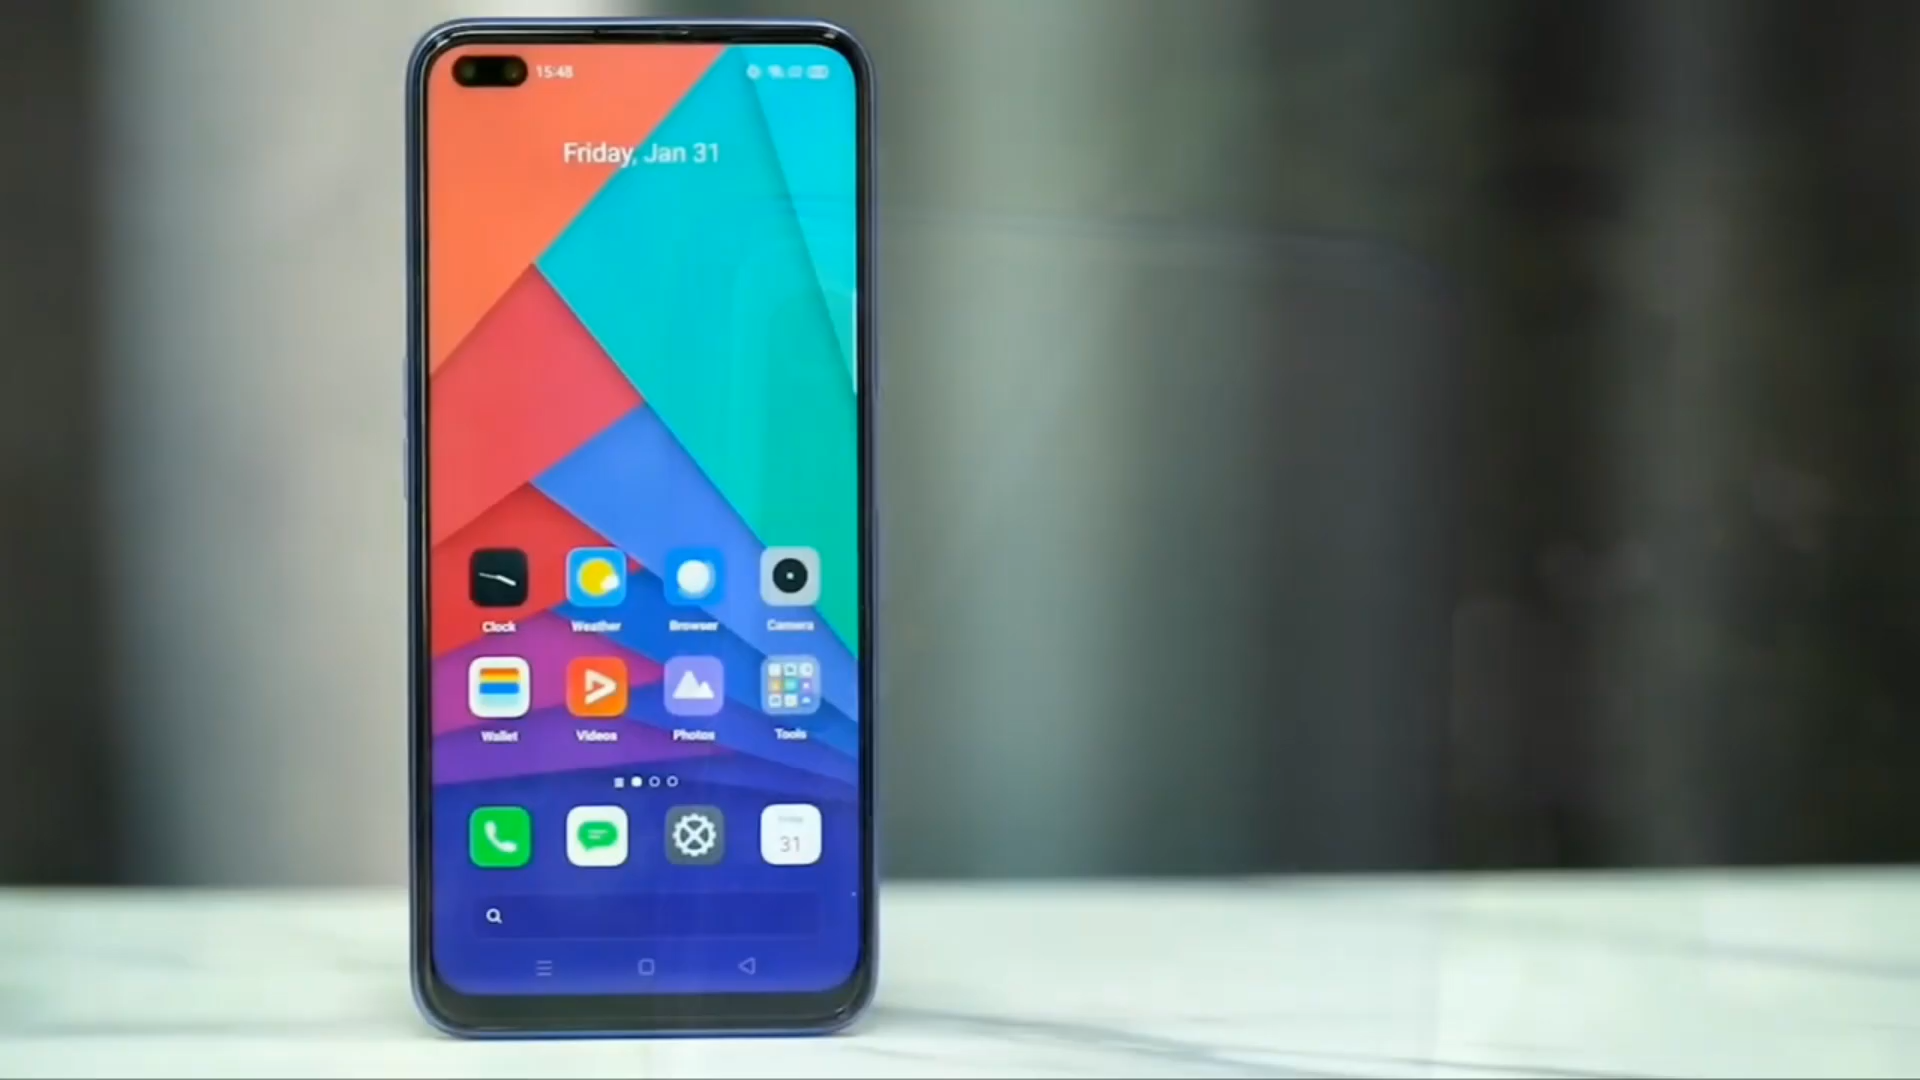 15:48
Friday, Jan 31
Clock Weather Browser Camera
Wallet Videos Photos Tools
31